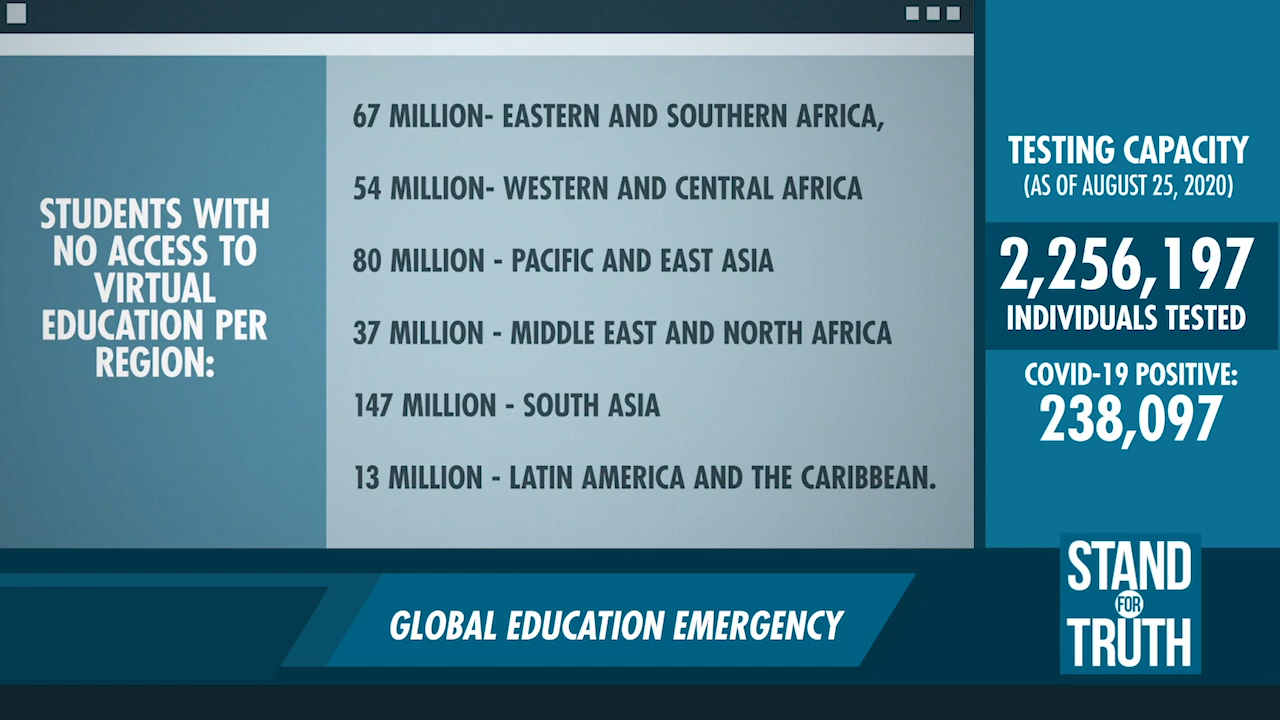 STUDENTS WITH
NO ACCESS TO
VIRTUAL
EDUCATION PER
REGION:
67 MILLION- EASTERN AND SOUTHERN AFRICA,
54 MILLION- WESTERN AND CENTRAL AFRICA
80 MILLION - PACIFIC AND EAST ASIA
37 MILLION - MIDDLE EAST AND NORTH AFRICA
147 MILLION - SOUTH ASIA
13 MILLION - LATIN AMERICA AND THE CARIBBEAN.
TESTING CAPACITY
(AS OF AUGUST 25, 2020)
2,256,197
INDIVIDUALS TESTED
COVID-19 POSITIVE:
238,097
GLOBAL EDUCATION EMERGENCY
STAND
FOR
TRUTH